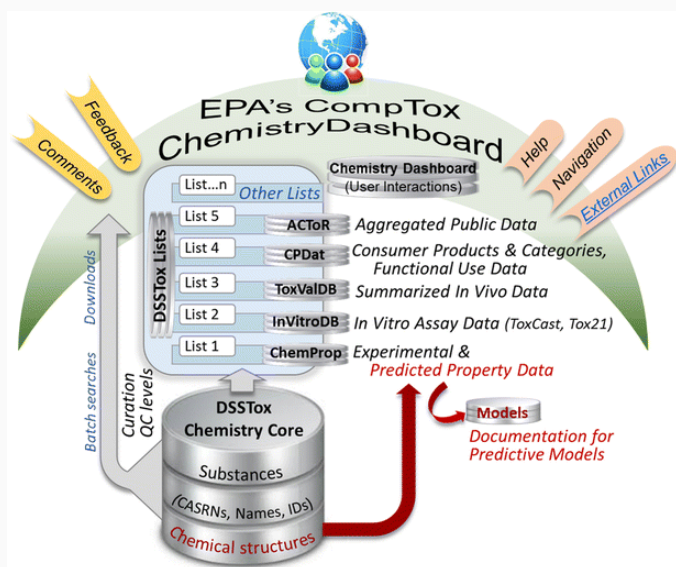 EPA's CompTox
ChemistryDashboard
Comments
Feedback
Help
Navigation
External Links
Chemistry Dashboard
(User Interactions)
DSSTox Lists
List...n
Other Lists
List 5
ACToR
Aggregated Public Data
List 4
CPDat
Consumer Products & Categories,
Functional Use Data
List 3
ToxValDB
Summarized In Vivo Data
List 2
InVitroDB
In Vitro Assay Data (ToxCast, Tox21)
List 1
ChemProp
Experimental &
Predicted Property Data
Models
Documentation for
Predictive Models
Batch searches
Downloads
Curation
QC levels
DSSTox
Chemistry Core
Substances
(CASRNs, Names, IDs)
Chemical structures